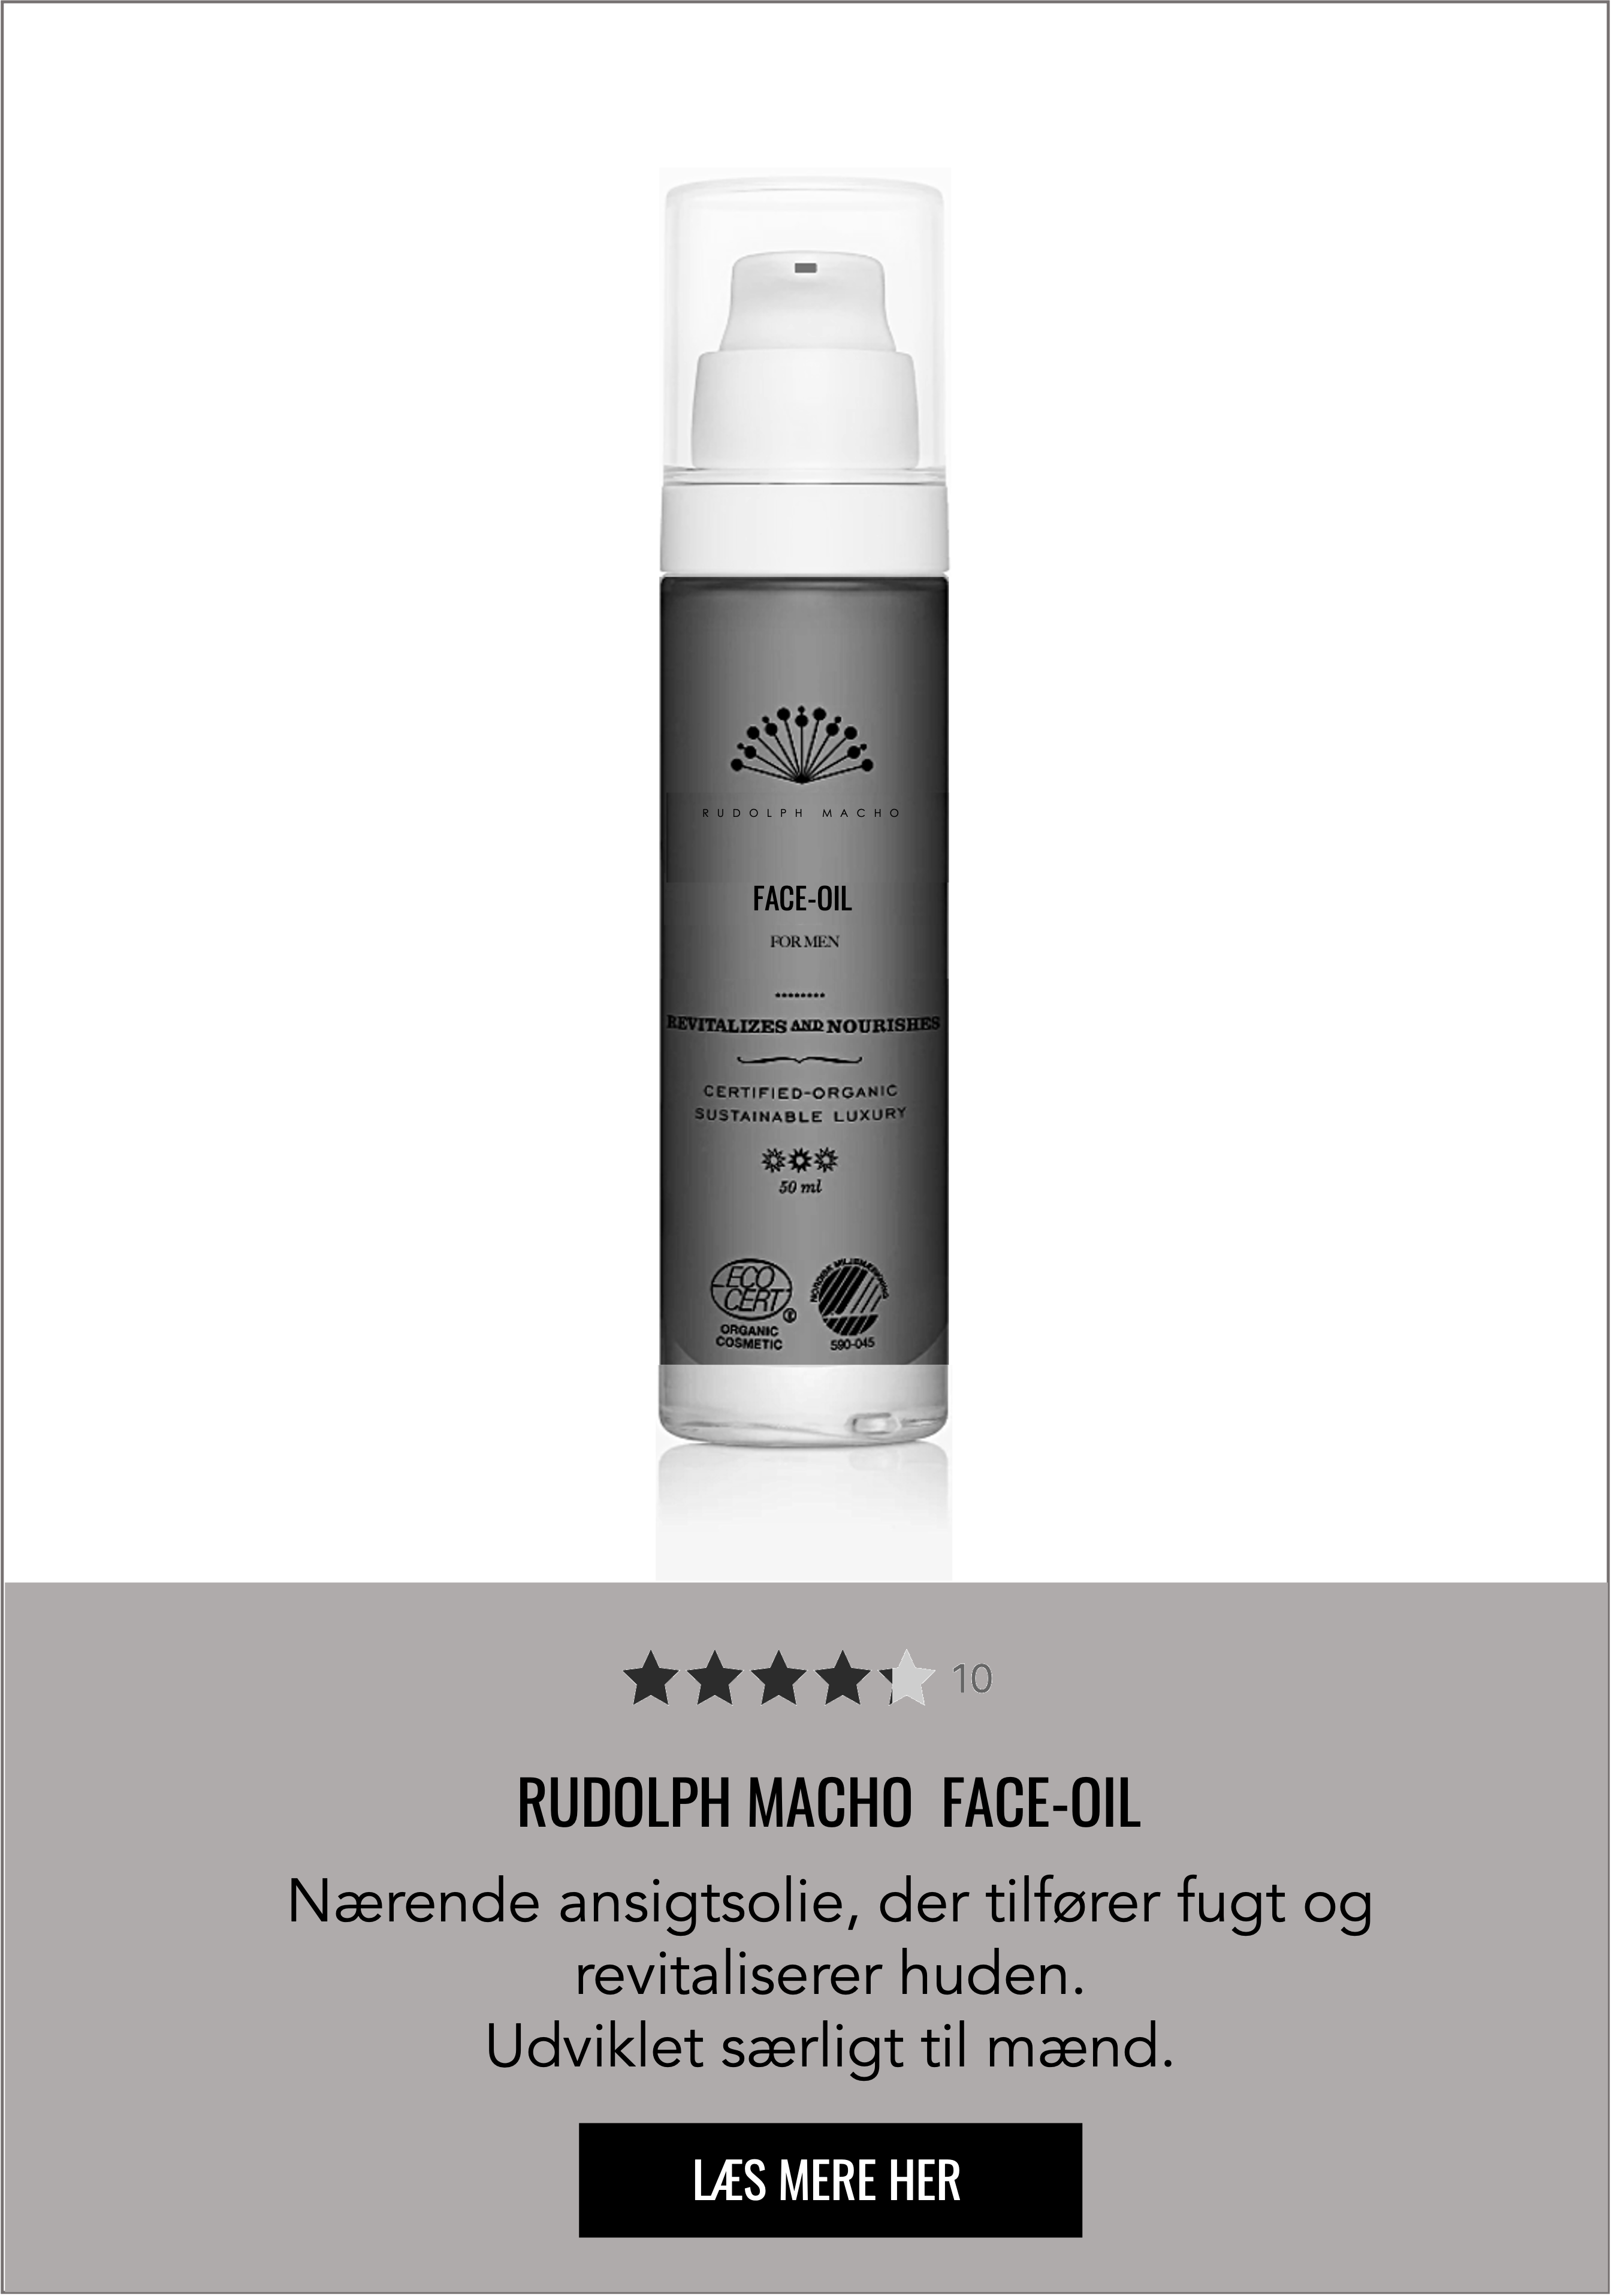 RUDOLPH MACHO
FACE-OIL
FOR MEN
REVITALIZES AND NOURISHES
CERTIFIED-ORGANIC
SUSTAINABLE LUXURY
50 ml
ECO
CERT
®
ORGANIC
COSMETIC
NORDISK MILJØMÆRKNING
590-045
10
RUDOLPH MACHO FACE-OIL
Nærende ansigtsolie, der tilfører fugt og
revitaliserer huden.
Udviklet særligt til mænd.
LÆS MERE HER